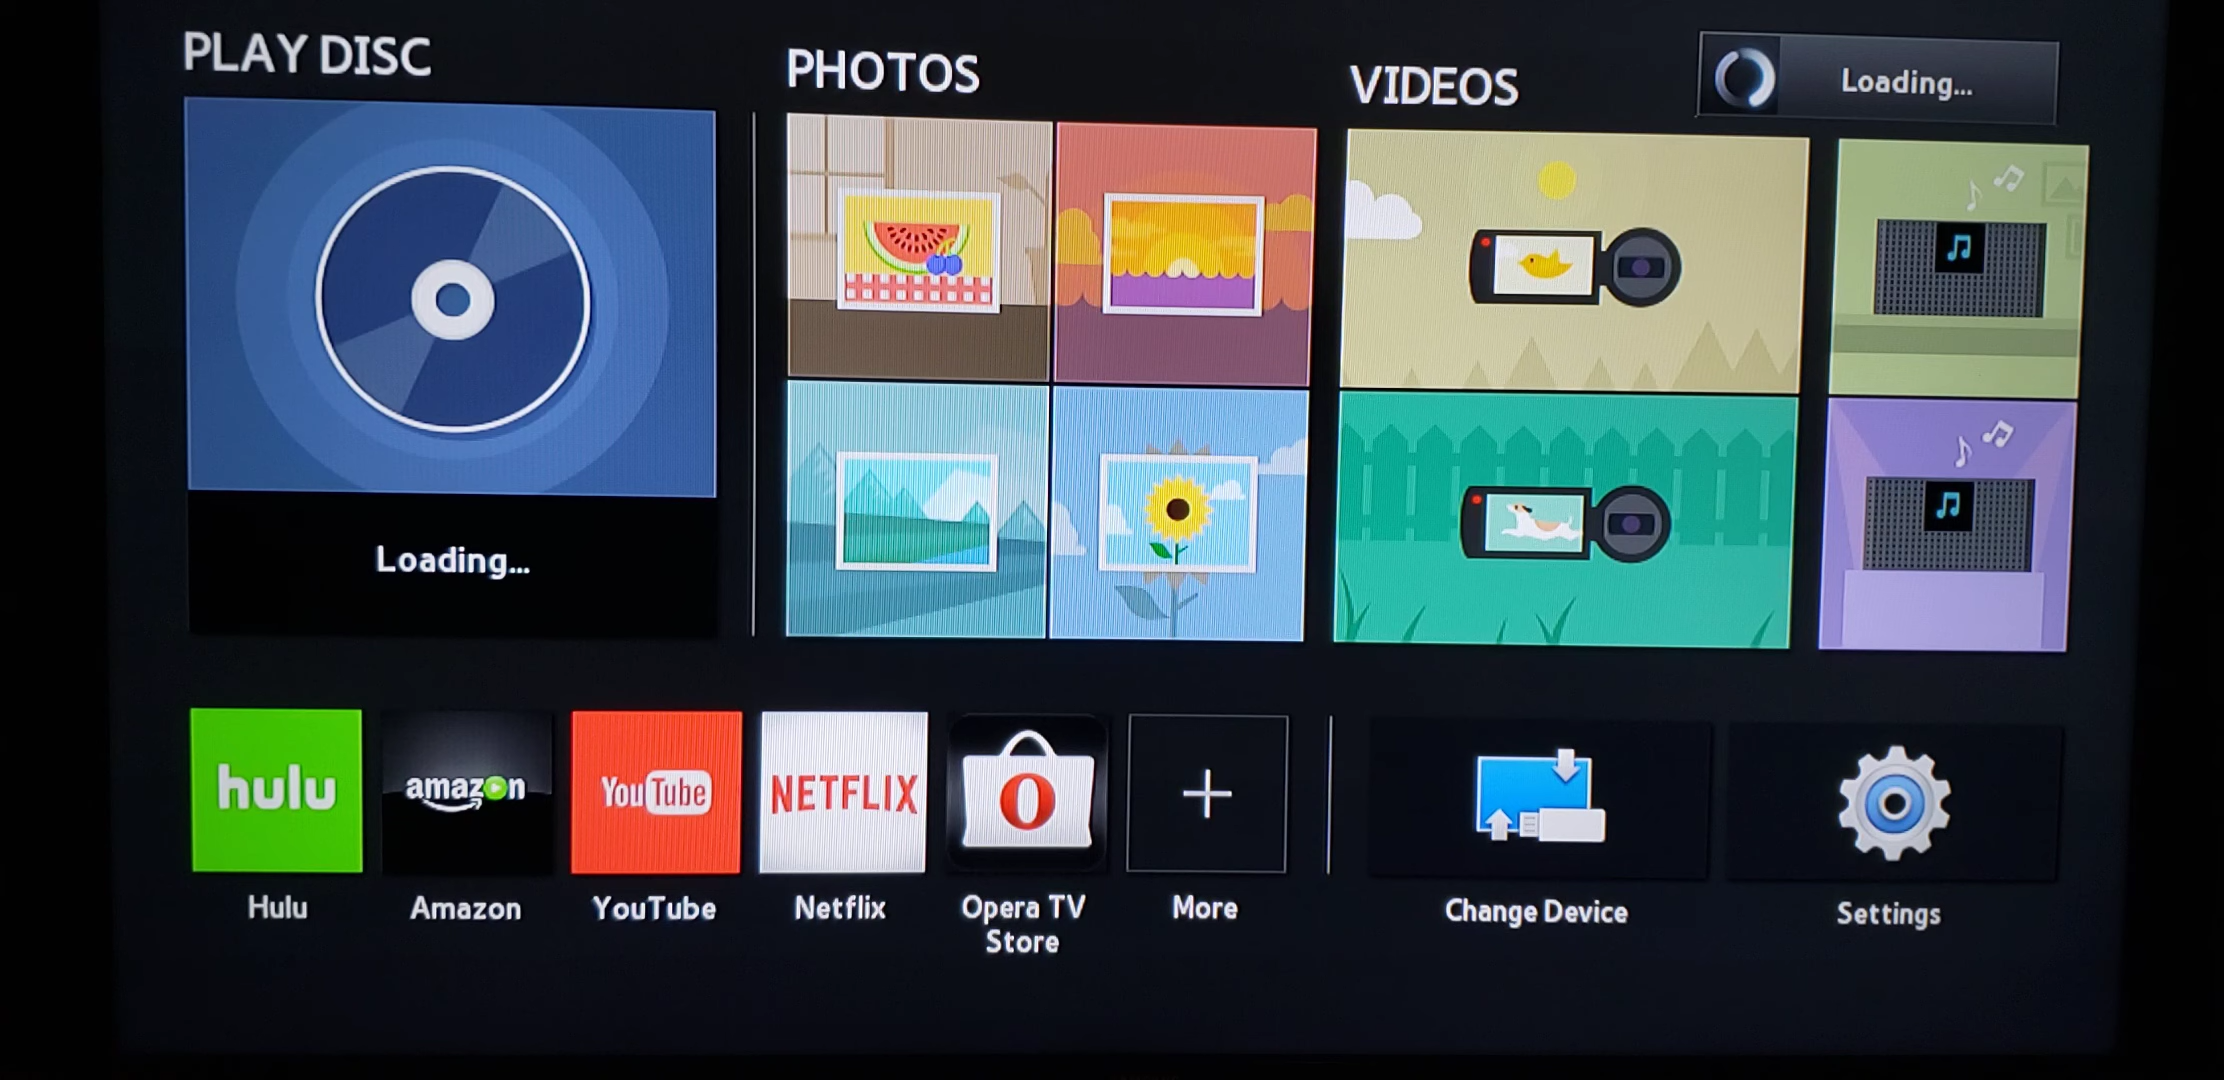 PLAY DISC
PHOTOS
VIDEOS
Loading...
Loading...
hulu
amazon
YouTube
NETFLIX
Hulu
Amazon
YouTube
Netflix
Opera TV
Store
More
Change Device
Settings